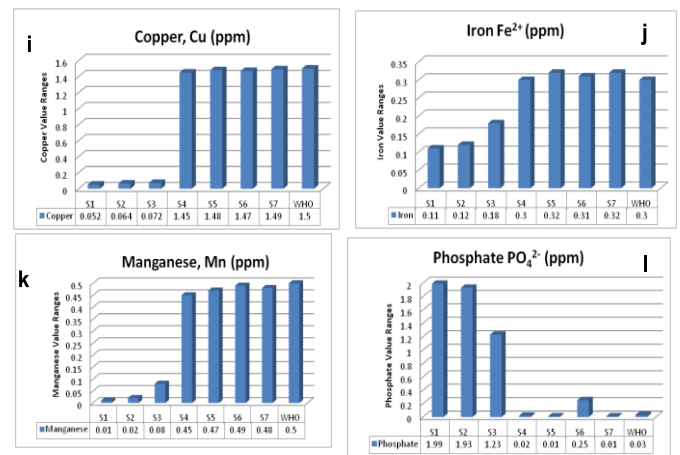 i
Copper, Cu (ppm)
Copper Value Ranges
1.6
1.4
1.2
1
0.8
0.6
0.4
0.2
0
S1 S2 S3 S4 S5 S6 S7 WHO
Copper 0.052 0.064 0.072 1.45 1.48 1.47 1.49 1.5
j
Iron Fe²⁺ (ppm)
Iron Value Ranges
0.35
0.3
0.25
0.2
0.15
0.1
0.05
0
S1 S2 S3 S4 S5 S6 S7 WHO
Iron 0.11 0.12 0.18 0.3 0.32 0.31 0.32 0.3
k
Manganese, Mn (ppm)
Manganese Value Ranges
0.5
0.45
0.4
0.35
0.3
0.25
0.2
0.15
0.1
0.05
0
S1 S2 S3 S4 S5 S6 S7 WHO
Manganese 0.01 0.02 0.08 0.45 0.47 0.49 0.48 0.5
l
Phosphate PO₄²⁻ (ppm)
Phosphate Value Ranges
2
1.8
1.6
1.4
1.2
1
0.8
0.6
0.4
0.2
0
S1 S2 S3 S4 S5 S6 S7 WHO
Phosphate 1.99 1.93 1.23 0.02 0.01 0.25 0.01 0.03